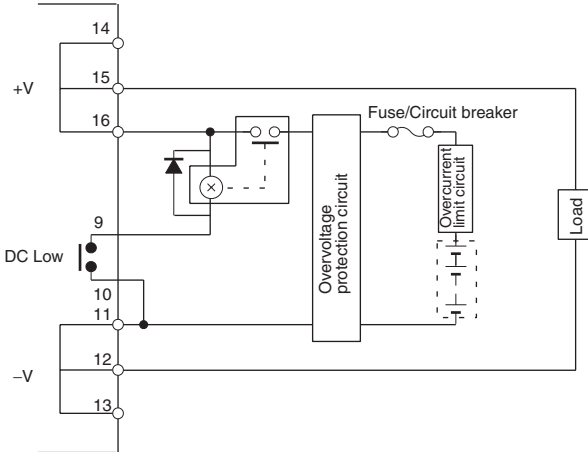 14
+V
15
16
Fuse/Circuit breaker
Overcurrent
limit circuit
Overvoltage
protection circuit
Load
9
DC Low
10
11
12
−V
13